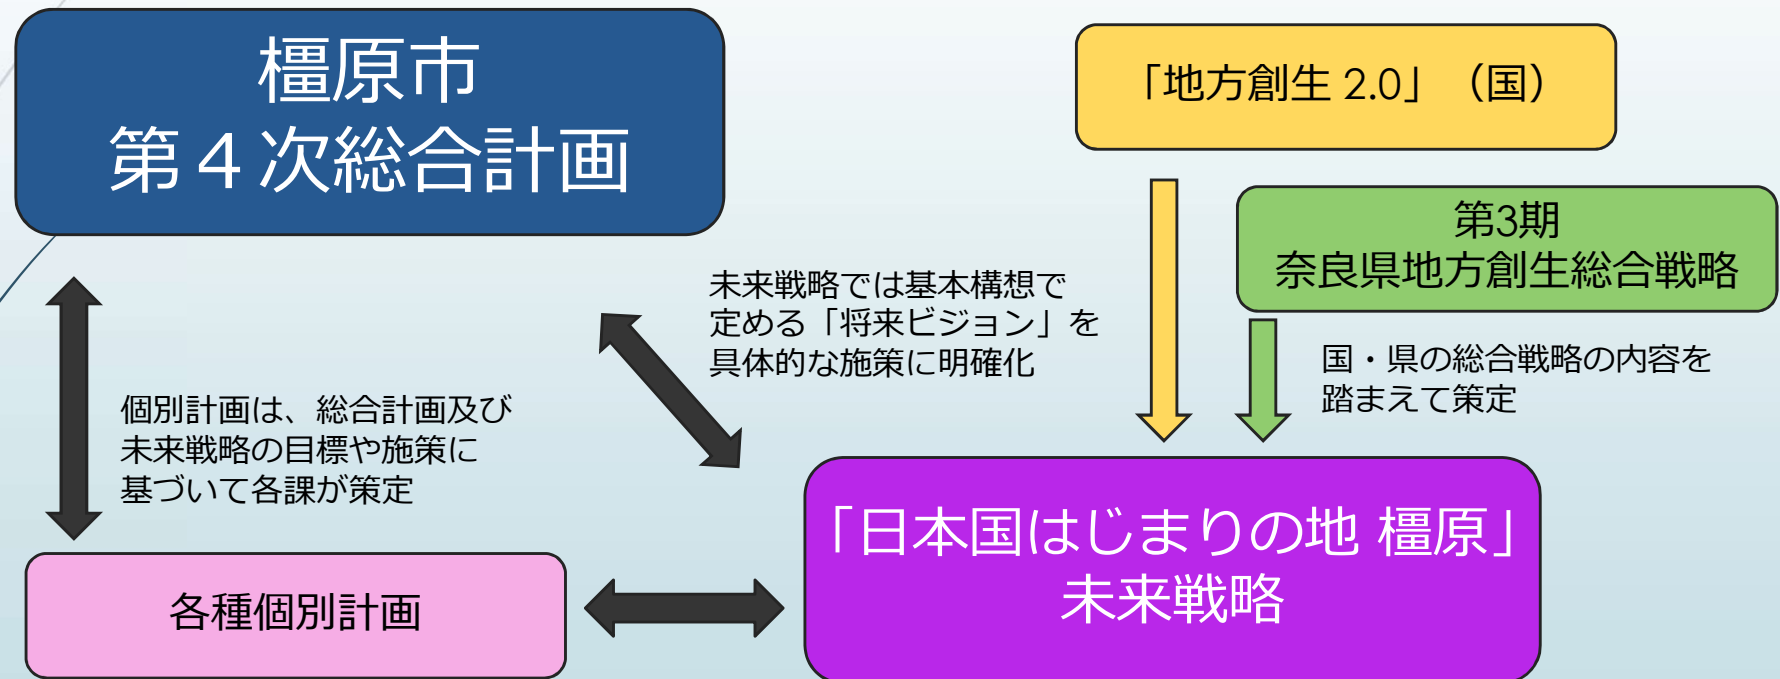 橿原市
第４次総合計画
「地方創生 2.0」（国）
第3期
奈良県地方創生総合戦略
未来戦略では基本構想で
定める「将来ビジョン」を
具体的な施策に明確化
国・県の総合戦略の内容を
踏まえて策定
個別計画は、総合計画及び
未来戦略の目標や施策に
基づいて各課が策定
各種個別計画
「日本国はじまりの地 橿原」
未来戦略